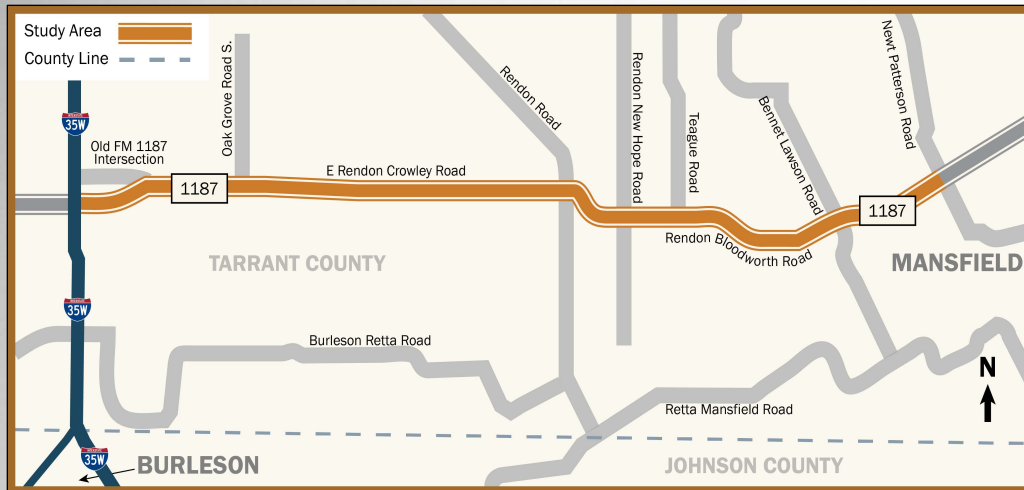 Study Area
County Line
35W
Old FM 1187
Intersection
Oak Grove Road S.
1187
E Rendon Crowley Road
Rendon Road
Rendon New Hope Road
Teague Road
Bennet Lawson Road
Newt Patterson Road
1187
Rendon Bloodworth Road
TARRANT COUNTY
MANSFIELD
35W
Burleson Retta Road
N
Retta Mansfield Road
35W
BURLESON
JOHNSON COUNTY